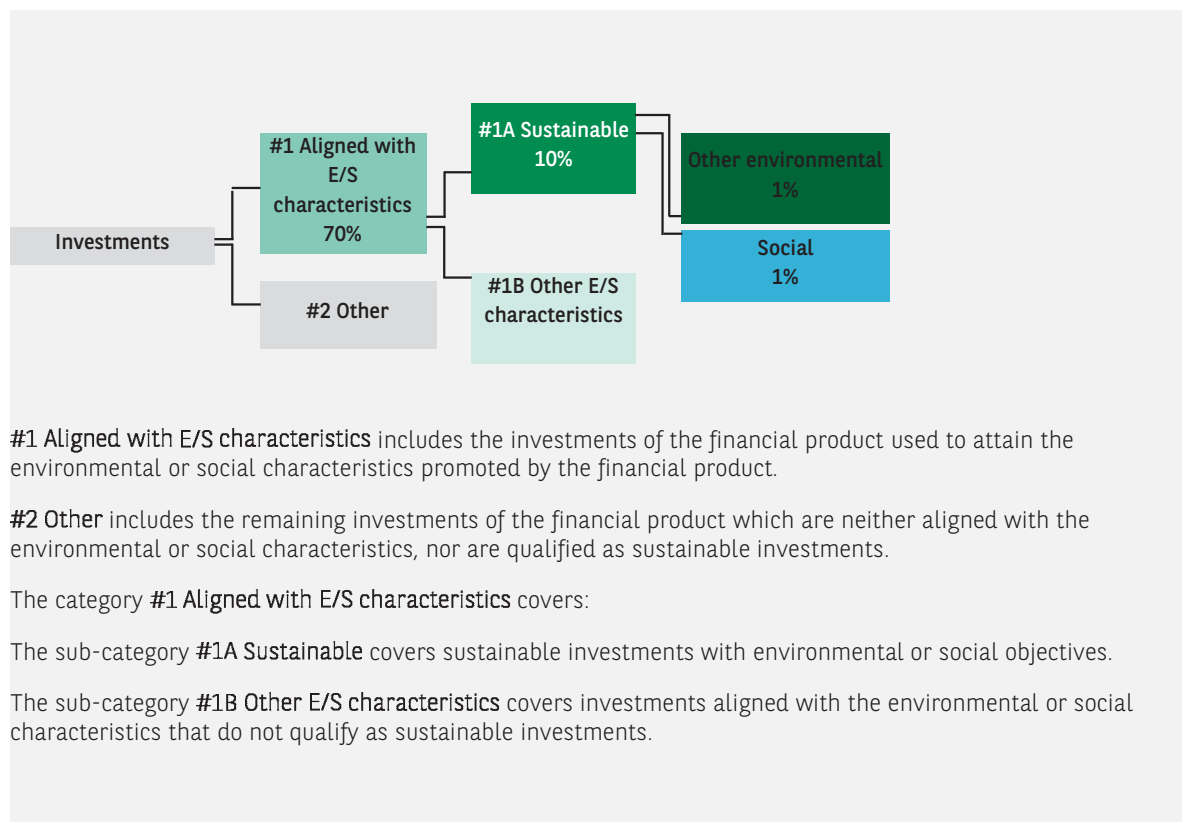 #1A Sustainable
10%
#1 Aligned with
E/S
characteristics
70%
Other environmental
1%
Investments
Social
1%
#2 Other
#1B Other E/S
characteristics
#1 Aligned with E/S characteristics includes the investments of the financial product used to attain the
environmental or social characteristics promoted by the financial product.
#2 Other includes the remaining investments of the financial product which are neither aligned with the
environmental or social characteristics, nor are qualified as sustainable investments.
The category #1 Aligned with E/S characteristics covers:
The sub-category #1A Sustainable covers sustainable investments with environmental or social objectives.
The sub-category #1B Other E/S characteristics covers investments aligned with the environmental or social
characteristics that do not qualify as sustainable investments.